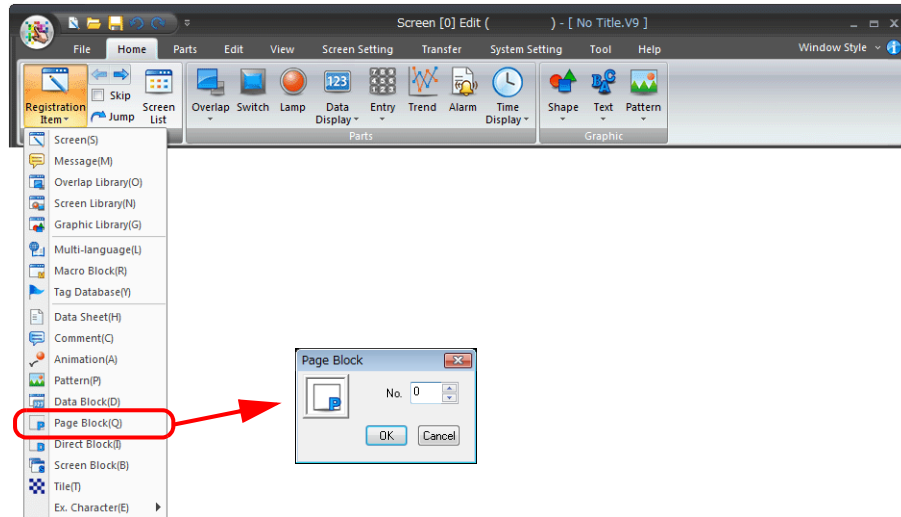 Screen [0] Edit (          ) - [ No Title.V9 ]
File Home Parts Edit View Screen Setting Transfer System Setting Tool Help Window Style
Registration Item
Skip
Jump
Screen List
Overlap Switch Lamp Data Display Entry Trend Alarm Time Display Shape Text Pattern
123
Parts Graphic
Screen(S)
Message(M)
Overlap Library(O)
Screen Library(N)
Graphic Library(G)
Multi-language(L)
Macro Block(R)
Tag Database(Y)
Data Sheet(H)
Comment(C)
Animation(A)
Pattern(P)
Data Block(D)
Page Block(Q)
Direct Block(I)
Screen Block(B)
Tile(T)
Ex. Character(E)
Page Block
No. 0
P
OK Cancel